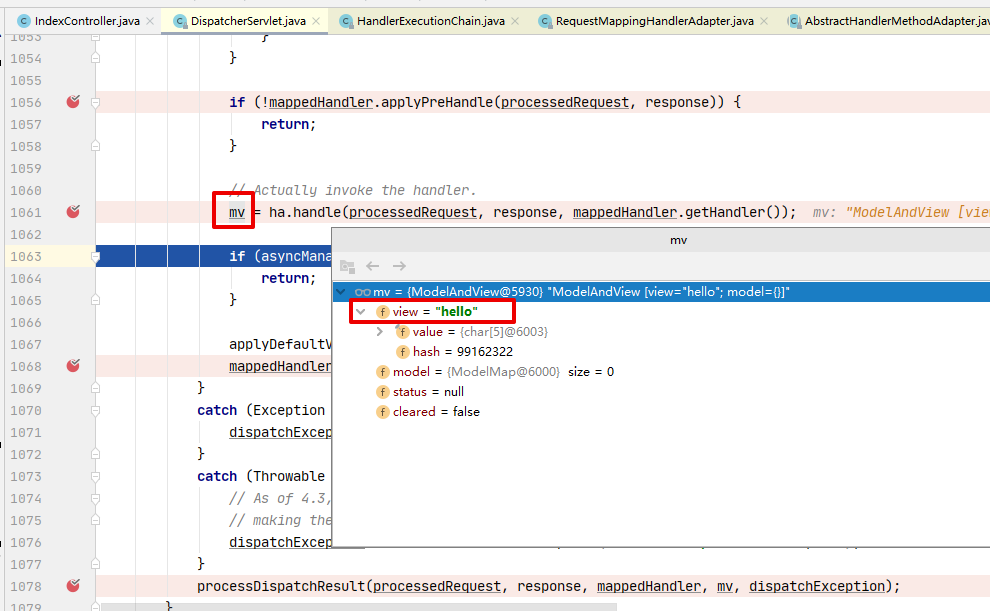 IndexController.java DispatcherServlet.java HandlerExecutionChain.java RequestMappingHandlerAdapter.java AbstractHandlerMethodAdapter.jav
1053 }
1054 }
1055
1056 if (!mappedHandler.applyPreHandle(processedRequest, response)) {
1057 return;
1058 }
1059
1060 // Actually invoke the handler.
1061 mv = ha.handle(processedRequest, response, mappedHandler.getHandler()); mv: "ModelAndView [vie
1062 mv
1063 if (asyncMana
1064 return; mv = {ModelAndView@5930} "ModelAndView [view="hello"; model={}]"
1065 } view = "hello"
1066 value = {char[5]@6003}
1067 applyDefaultV hash = 99162322
1068 mappedHandler model = {ModelMap@6000} size = 0
1069 } status = null
1070 catch (Exception cleared = false
1071 dispatchExcep
1072 }
1073 catch (Throwable
1074 // As of 4.3,
1075 // making the
1076 dispatchExcep
1077 }
1078 processDispatchResult(processedRequest, response, mappedHandler, mv, dispatchException);
1079 }